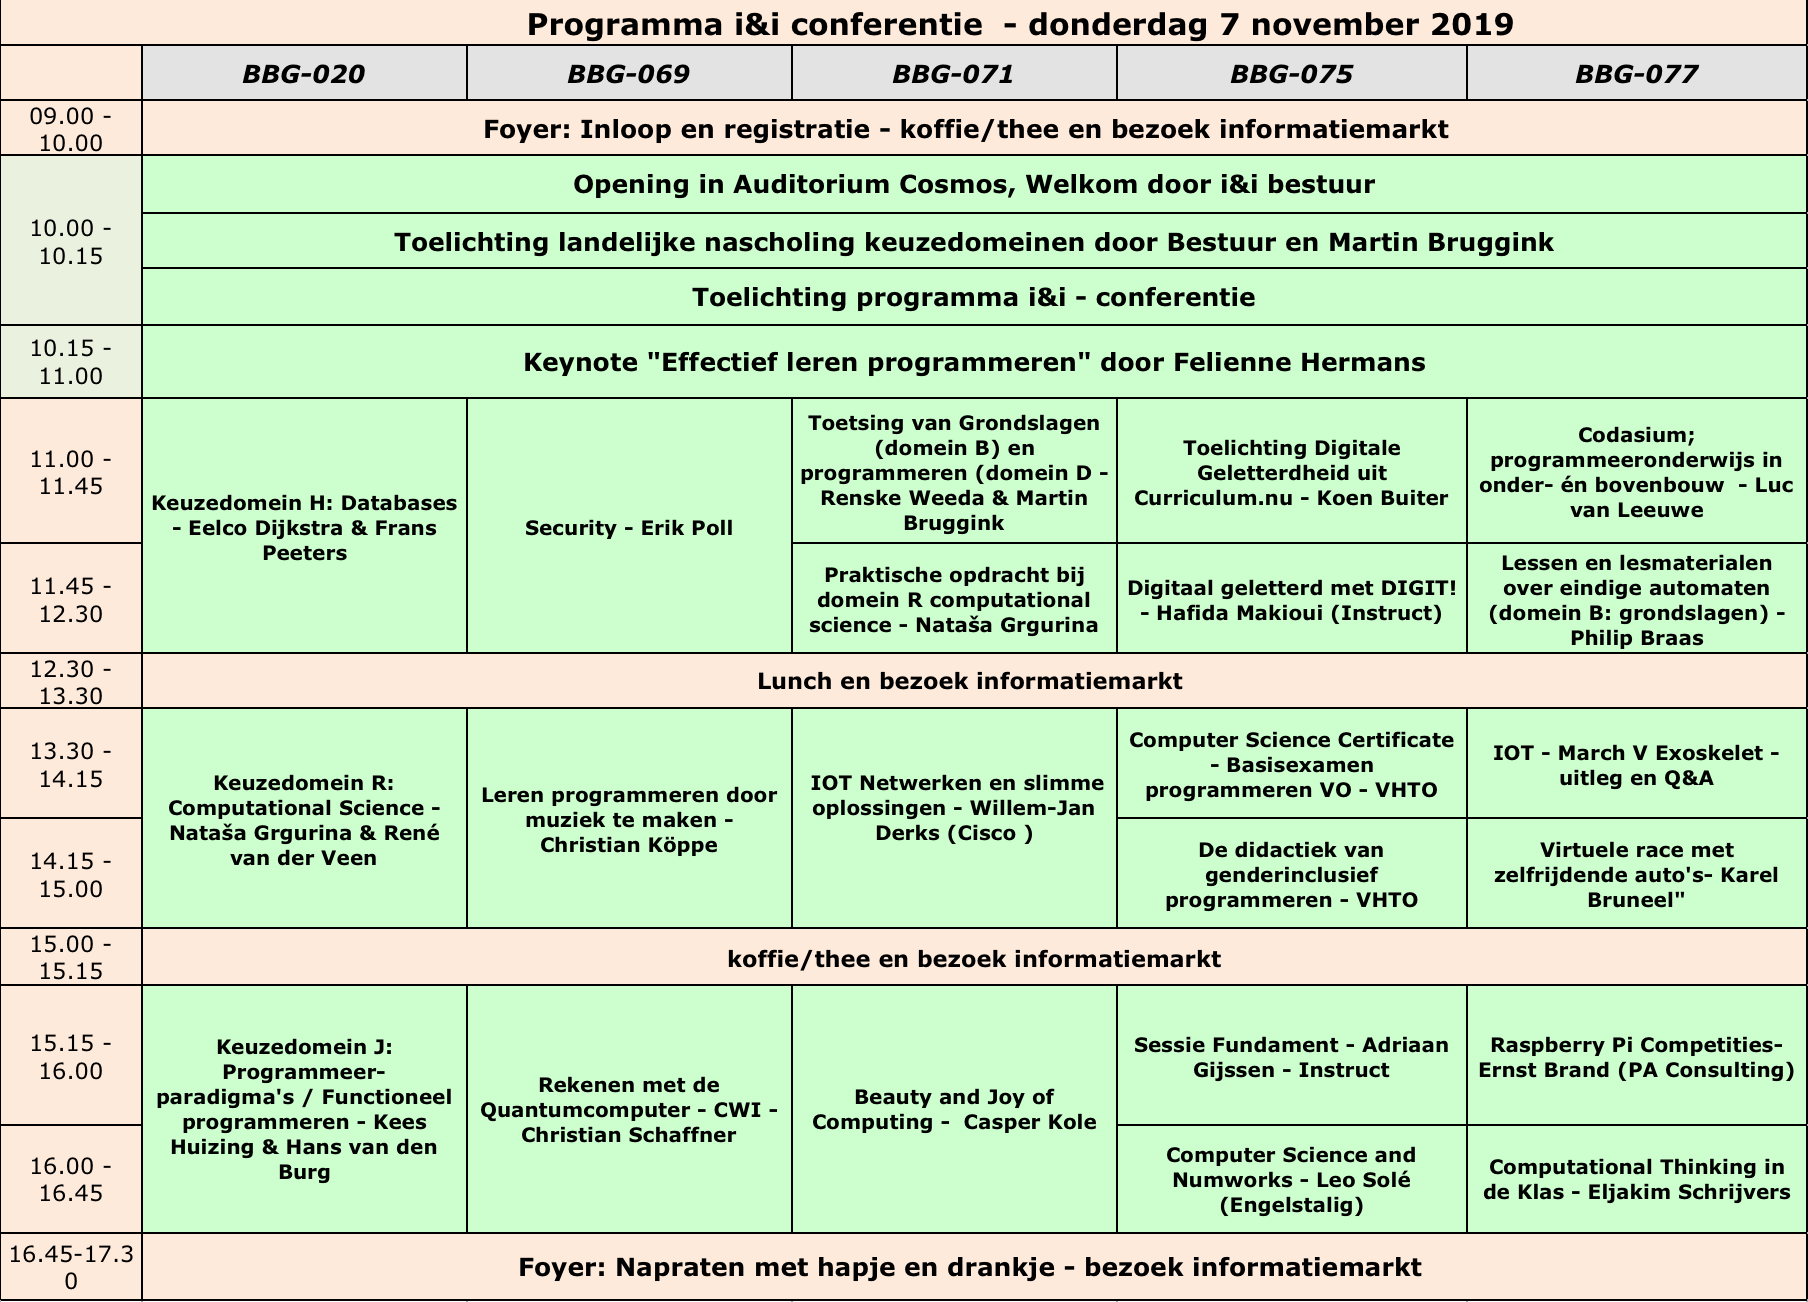 Programma i&i conferentie  - donderdag 7 november 2019
BBG-020
BBG-069
BBG-071
BBG-075
BBG-077
09.00 -
10.00
Foyer: Inloop en registratie - koffie/thee en bezoek informatiemarkt
10.00 -
10.15
Opening in Auditorium Cosmos, Welkom door i&i bestuur
Toelichting landelijke nascholing keuzedomeinen door Bestuur en Martin Bruggink
Toelichting programma i&i - conferentie
10.15 -
11.00
Keynote "Effectief leren programmeren" door Felienne Hermans
11.00 -
11.45
Keuzedomein H: Databases
- Eelco Dijkstra & Frans
Peeters
Security - Erik Poll
Toetsing van Grondslagen
(domein B) en
programmeren (domein D -
Renske Weeda & Martin
Bruggink
Toelichting Digitale
Geletterdheid uit
Curriculum.nu - Koen Buiter
Codasium;
programmeeronderwijs in
onder- én bovenbouw  - Luc
van Leeuwe
11.45 -
12.30
Praktische opdracht bij
domein R computational
science - Nataša Grgurina
Digitaal geletterd met DIGIT!
- Hafida Makioui (Instruct)
Lessen en lesmaterialen
over eindige automaten
(domein B: grondslagen) -
Philip Braas
12.30 -
13.30
Lunch en bezoek informatiemarkt
13.30 -
14.15
Keuzedomein R:
Computational Science -
Nataša Grgurina & René
van der Veen
Leren programmeren door
muziek te maken -
Christian Köppe
IOT Netwerken en slimme
oplossingen - Willem-Jan
Derks (Cisco )
Computer Science Certificate
- Basisexamen
programmeren VO - VHTO
IOT - March V Exoskelet -
uitleg en Q&A
14.15 -
15.00
De didactiek van
genderinclusief
programmeren - VHTO
Virtuele race met
zelfrijdende auto's- Karel
Bruneel"
15.00 -
15.15
koffie/thee en bezoek informatiemarkt
15.15 -
16.00
Keuzedomein J:
Programmeer-
paradigma's / Functioneel
programmeren - Kees
Huizing & Hans van den
Burg
Rekenen met de
Quantumcomputer - CWI -
Christian Schaffner
Beauty and Joy of
Computing -  Casper Kole
Sessie Fundament - Adriaan
Gijssen - Instruct
Raspberry Pi Competities-
Ernst Brand (PA Consulting)
16.00 -
16.45
Computer Science and
Numworks - Leo Solé
(Engelstalig)
Computational Thinking in
de Klas - Eljakim Schrijvers
16.45-17.3
0
Foyer: Napraten met hapje en drankje - bezoek informatiemarkt